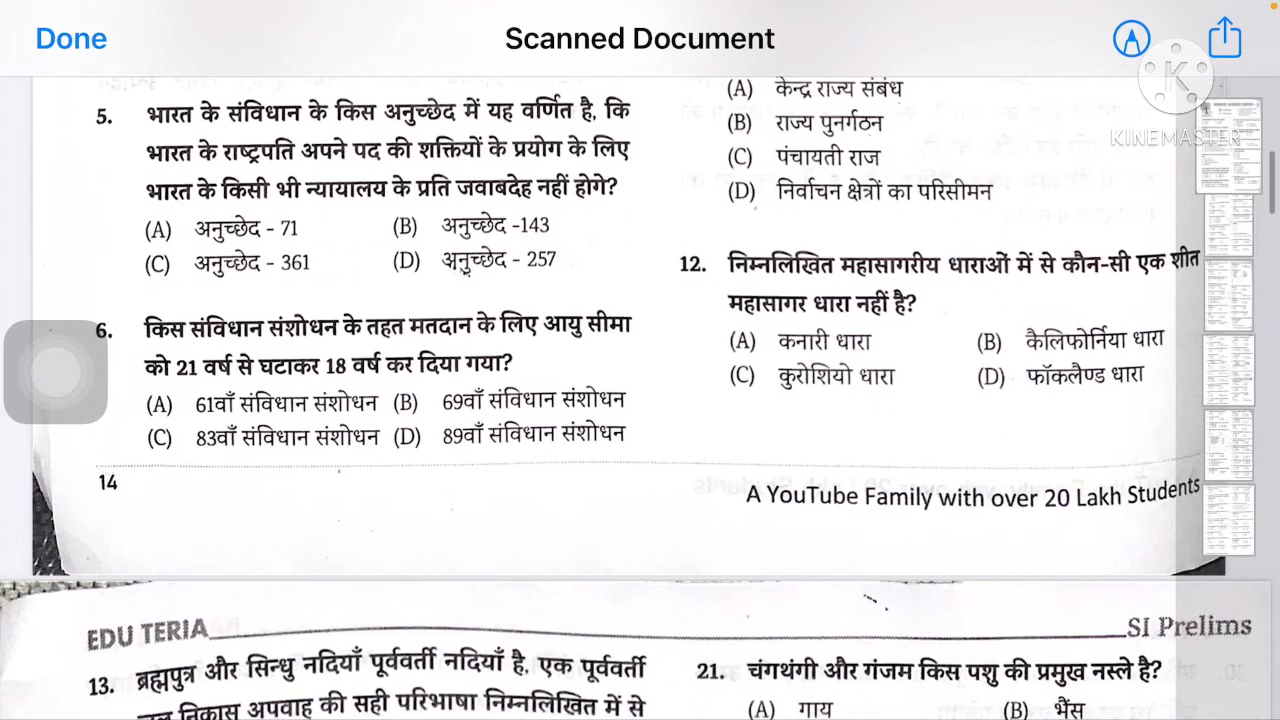 Done
Scanned Document
K
KINEMASTER
5. भारत के संविधान के किस अनुच्छेद में यह वर्णित है, कि
भारत के राष्ट्रपति अपने पद की शक्तियों के प्रयोग के लिए
भारत के किसी भी न्यायालय के प्रति जवाबदेह नहीं होगे?
(A) अनुच्छेद - 71 (B) अनुच्छेद -143
(C) अनुच्छेद - 361 (D) अनुच्छेद - 257
6. किस संविधान संशोधन के तहत मतदान के लिए आयु सीमा
को 21 वर्ष से घटाकर 18 वर्ष कर दिया गया?
(A) 61वाँ संविधान संशोधन (B) 69वाँ संविधान संशोधन
(C) 83वाँ संविधान संशोधन (D) 89वाँ संविधान संशोधन
(A) केन्द्र राज्य संबंध
(B) राज्य पुनर्गठन
(C) पंचायती राज
(D) निर्वाचन क्षेत्रों का परिसीमन
12. निम्नलिखित महासागरीय धाराओं में से कौन-सी एक शीत
महासागर धारा नहीं है?
(A) कनारी धारा (B) कैलिफोर्निया धारा
(C) कुरोशियो धारा (D) फॉकलैण्ड धारा
14
A YouTube Family with over 20 Lakh Students
EDU TERIA
SI Prelims
13. ब्रह्मपुत्र और सिन्धु नदियाँ पूर्ववर्ती नदियाँ है, एक पूर्ववर्ती
निकास अपवाह की सही परिभाषा निम्नलिखित में से
21. चंगथंगी और गंजम किस पशु की प्रमुख नस्ले है?
(A) गाय (B) भैंस